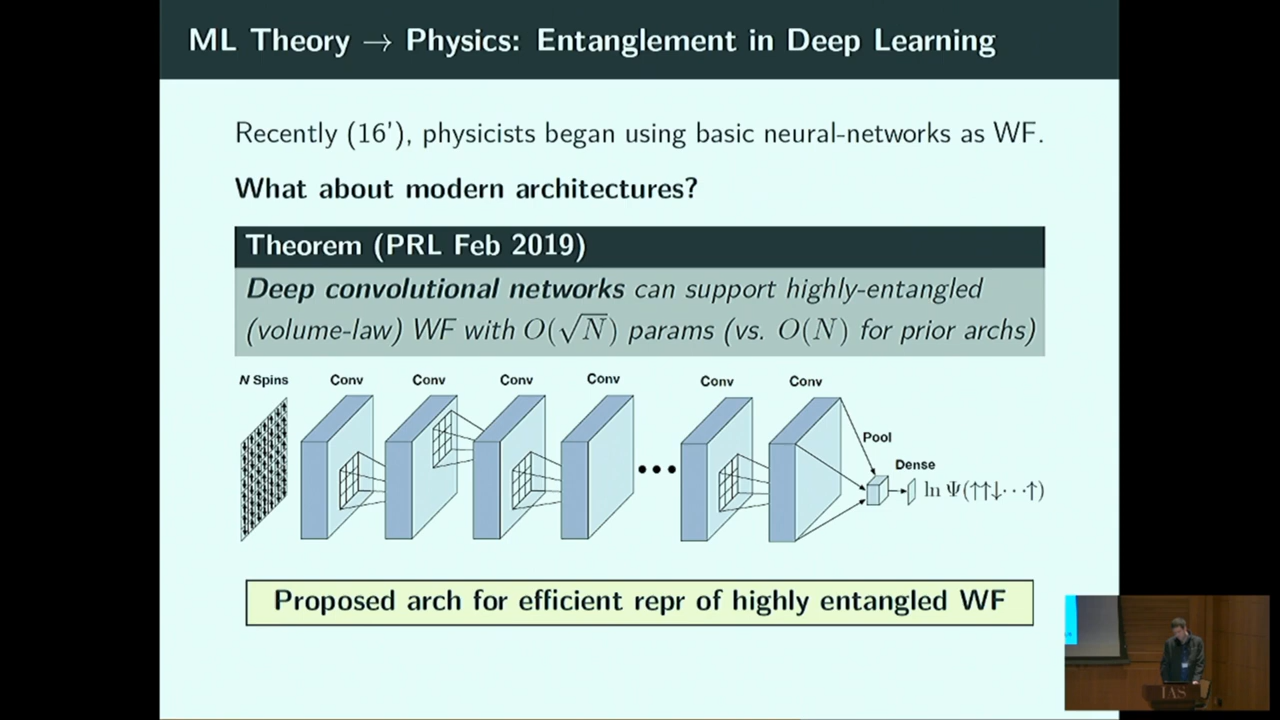 ML Theory → Physics: Entanglement in Deep Learning
Recently (16'), physicists began using basic neural-networks as WF.
What about modern architectures?
Theorem (PRL Feb 2019)
Deep convolutional networks can support highly-entangled
(volume-law) WF with O(√N) params (vs. O(N) for prior archs)
N Spins Conv Conv Conv Conv Conv Conv
Pool
Dense
ln Ψ(↑↑↓···↑)
Proposed arch for efficient repr of highly entangled WF
IAS